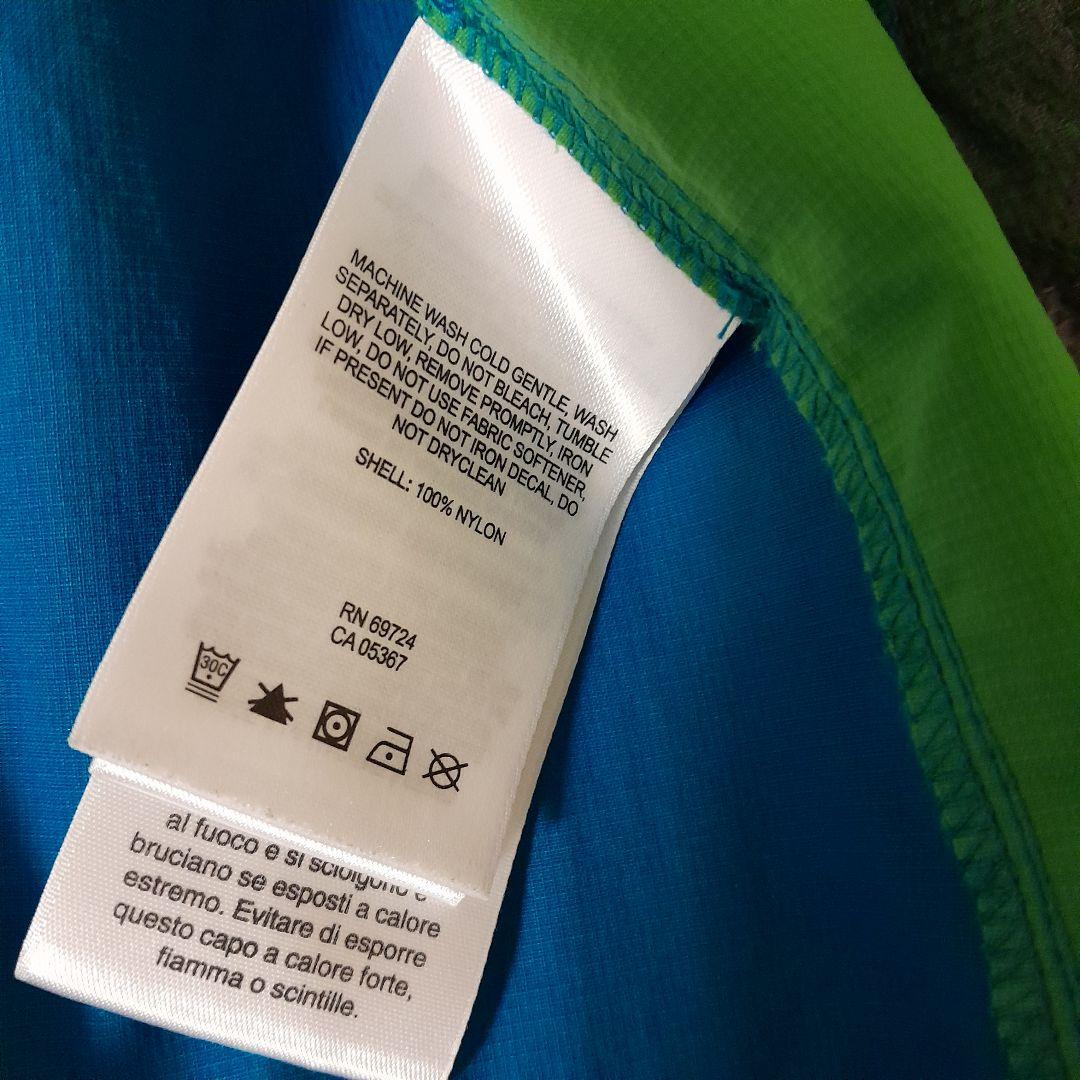 MACHINE WASH COLD GENTLE, WASH
SEPARATELY, DO NOT BLEACH, TUMBLE
DRY LOW, REMOVE PROMPTLY, IRON
LOW, DO NOT USE FABRIC SOFTENER,
IF PRESENT DO NOT IRON DECAL, DO
NOT DRYCLEAN
SHELL: 100% NYLON
RN 69724
CA 05367
30C
al fuoco e si sciolgono e
bruciano se esposti a calore
estremo. Evitare di esporre
questo capo a calore forte,
fiamma o scintille.